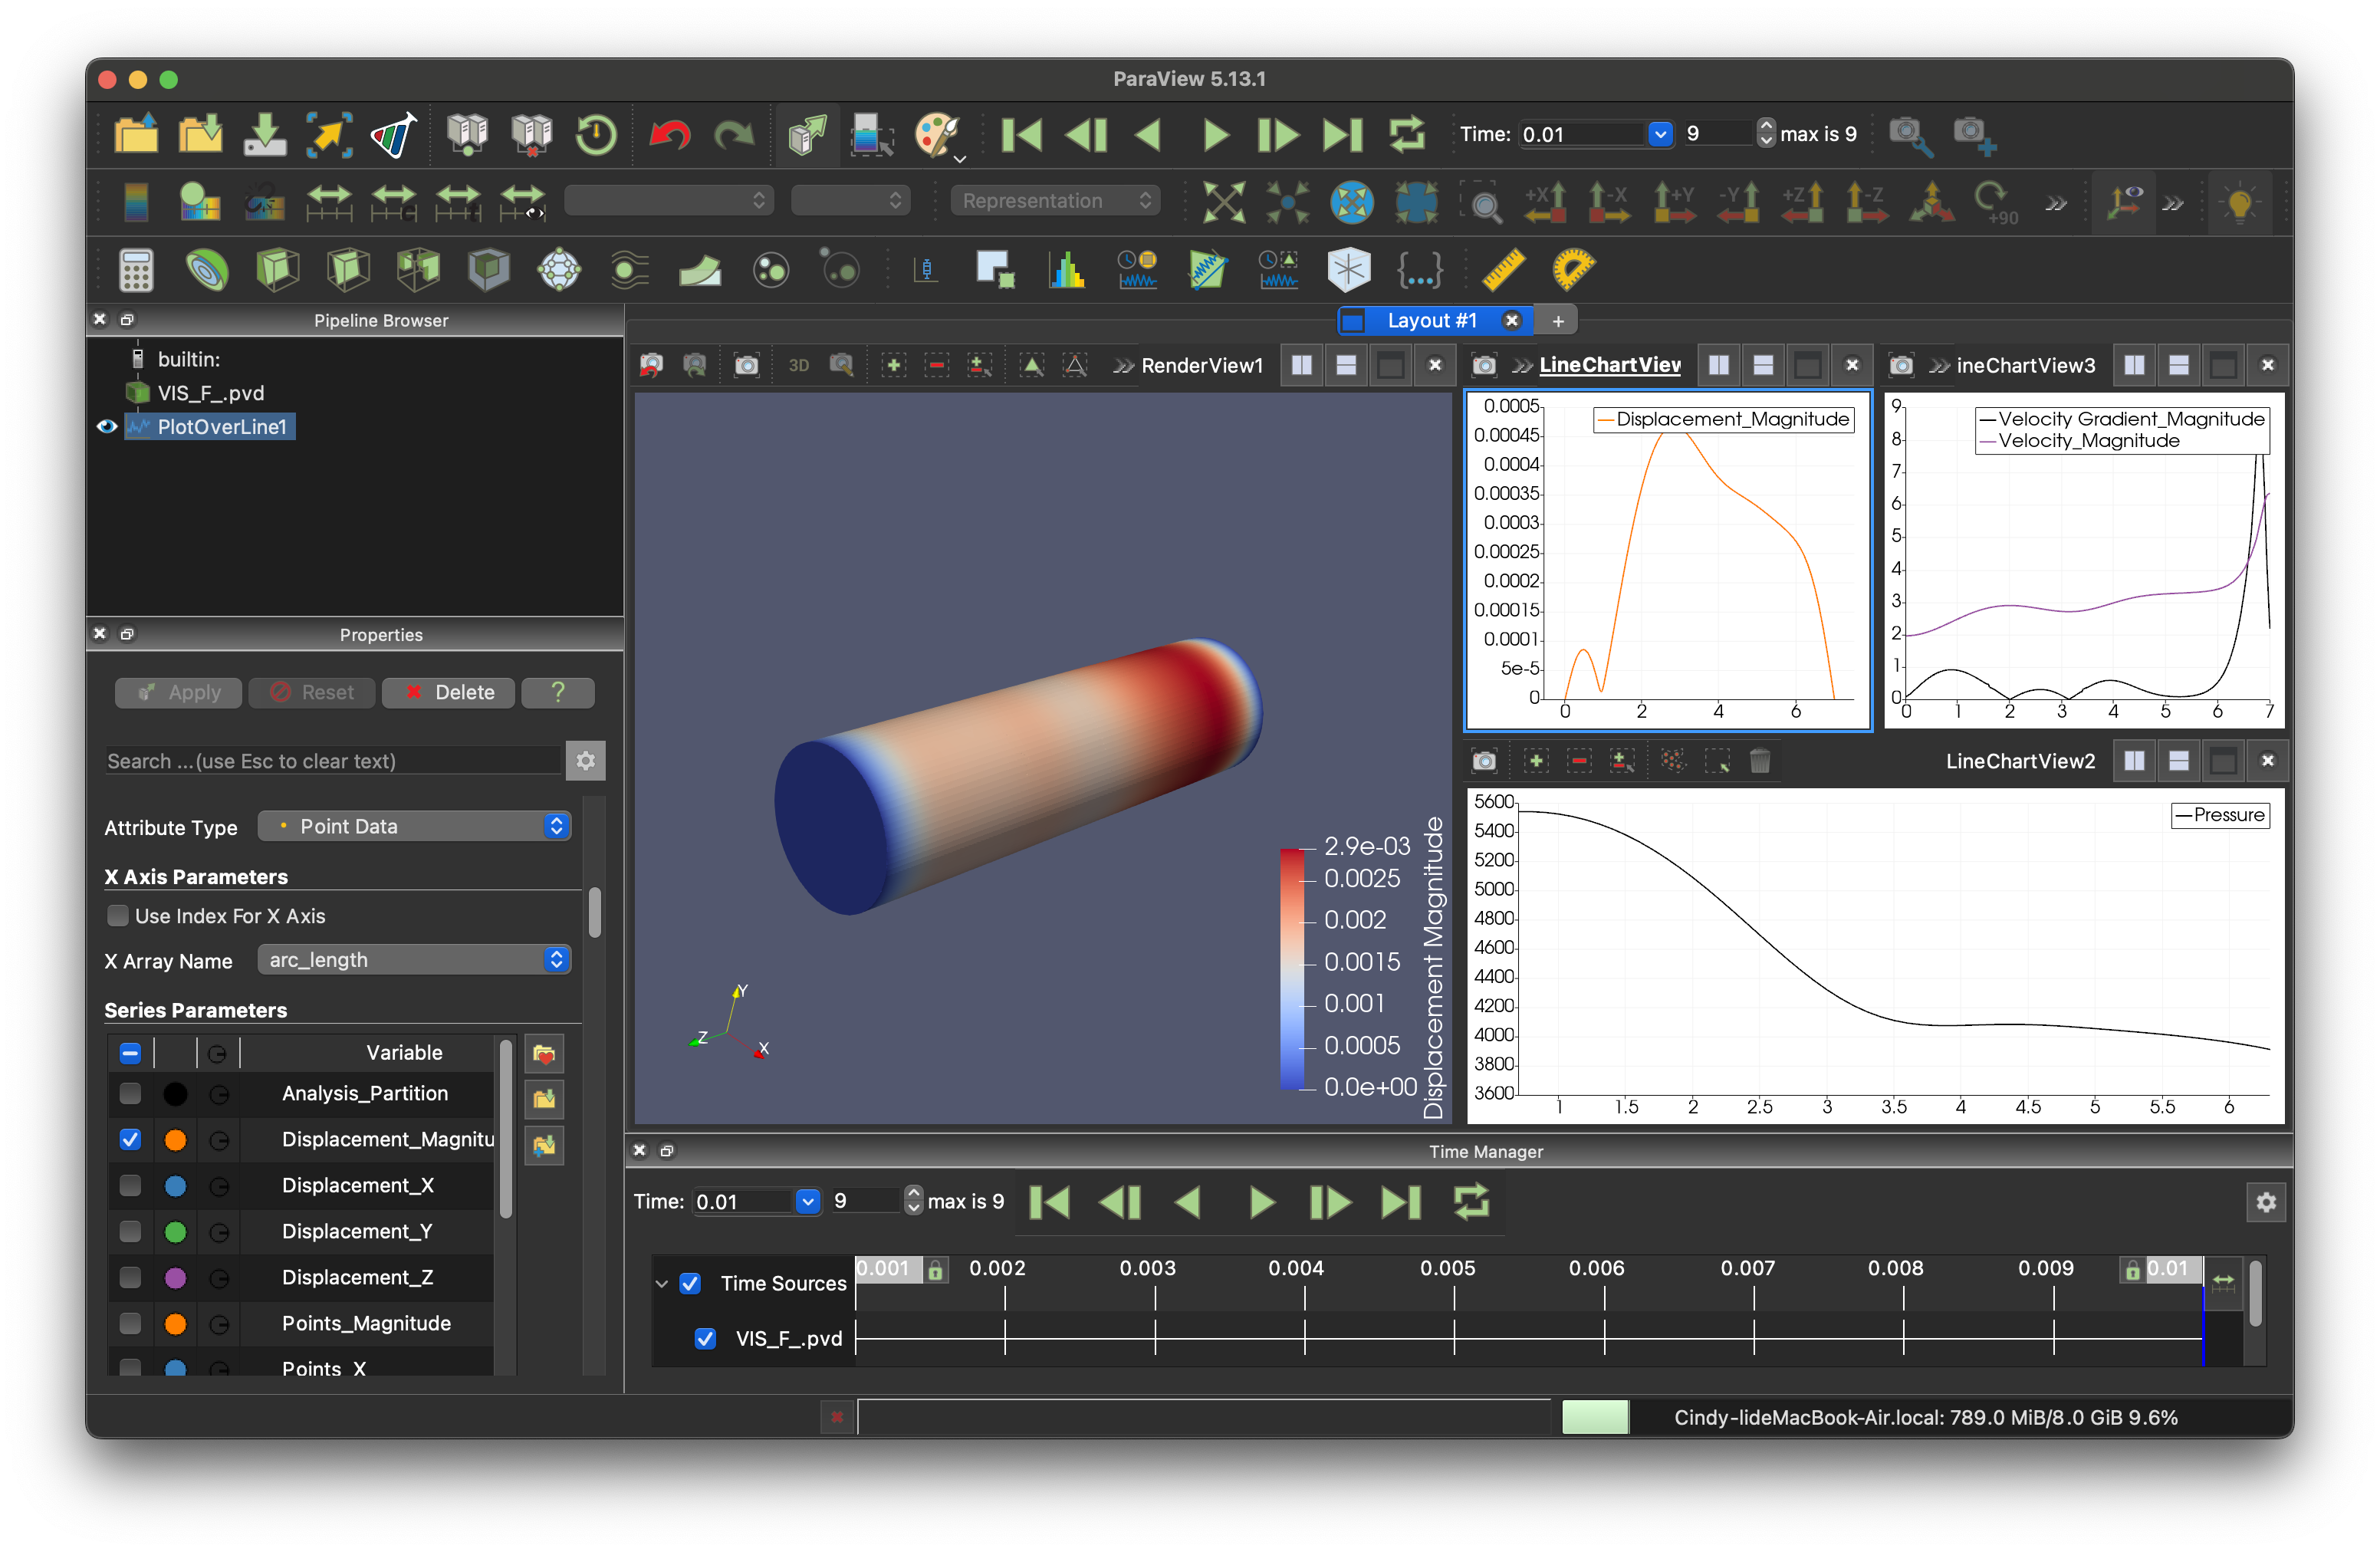 ParaView 5.13.1
Time: 0.01 9 max is 9
Representation
+X -X +Y -Y +Z -Z +90
Pipeline Browser
builtin:
VIS_F_.pvd
PlotOverLine1
Properties
Apply Reset Delete ?
Search ... (use Esc to clear text)
Attribute Type Point Data
X Axis Parameters
Use Index For X Axis
X Array Name arc_length
Series Parameters
Variable
Analysis_Partition
Displacement_Magnitu
Displacement_X
Displacement_Y
Displacement_Z
Points_Magnitude
Points_X
Layout #1 +
3D RenderView1
Y
Z
X
2.9e-03
0.0025
0.002
0.0015
0.001
0.0005
0.0e+00
Displacement Magnitude
LineChartView
0.0005
0.00045
0.0004
0.00035
0.0003
0.00025
0.0002
0.00015
0.0001
5e-5
0
0 2 4 6
Displacement_Magnitude
ineChartView3
9
8
7
6
5
4
3
2
1
0
0 1 2 3 4 5 6 7
Velocity Gradient_Magnitude
Velocity_Magnitude
LineChartView2
5600
5400
5200
5000
4800
4600
4400
4200
4000
3800
3600
1 1.5 2 2.5 3 3.5 4 4.5 5 5.5 6
Pressure
Time Manager
Time: 0.01 9 max is 9
Time Sources
0.001 0.002 0.003 0.004 0.005 0.006 0.007 0.008 0.009 0.01
VIS_F_.pvd
Cindy-lideMacBook-Air.local: 789.0 MiB/8.0 GiB 9.6%